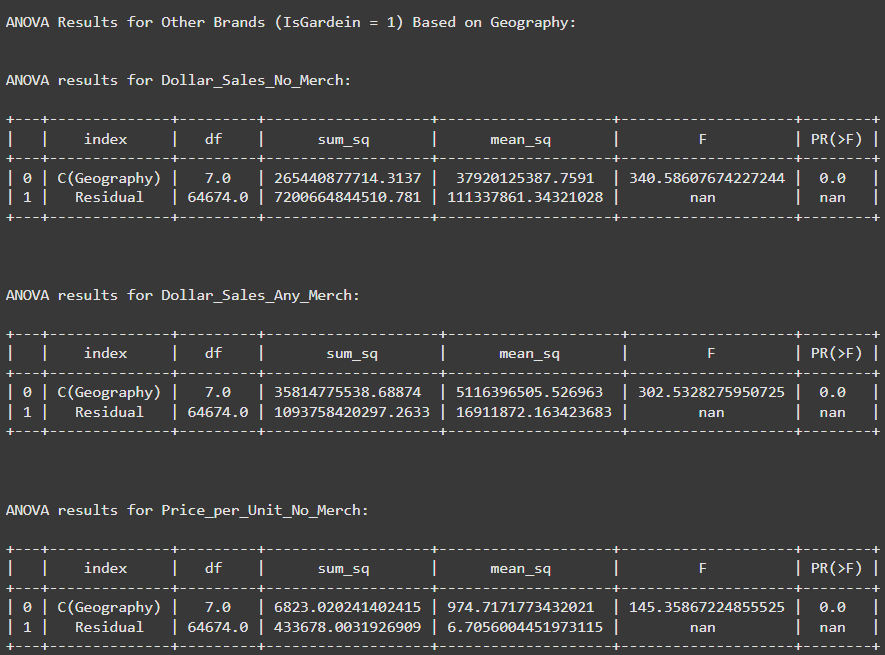 ANOVA Results for Other Brands (IsGardein = 1) Based on Geography:
ANOVA results for Dollar_Sales_No_Merch:
+---+--------------+---------+--------------------+--------------------+--------------------+---------+
|   |    index     |   df    |       sum_sq       |      mean_sq       |         F          | PR(>F) |
+---+--------------+---------+--------------------+--------------------+--------------------+---------+
| 0 | C(Geography) |   7.0   | 265440877714.3137 |  37920125387.7591  | 340.58607674227244 |  0.0   |
| 1 |   Residual   | 64674.0 | 7200664844510.781 | 111337861.34321028 |        nan         |  nan   |
+---+--------------+---------+--------------------+--------------------+--------------------+---------+
ANOVA results for Dollar_Sales_Any_Merch:
+---+--------------+---------+--------------------+--------------------+-------------------+--------+
|   |    index     |   df    |       sum_sq       |      mean_sq       |         F         | PR(>F) |
+---+--------------+---------+--------------------+--------------------+-------------------+--------+
| 0 | C(Geography) |   7.0   | 35814775538.68874  | 5116396505.526963  | 302.5328275950725 |  0.0   |
| 1 |   Residual   | 64674.0 | 1093758420297.2633 | 16911872.163423683 |        nan        |  nan   |
+---+--------------+---------+--------------------+--------------------+-------------------+--------+
ANOVA results for Price_per_Unit_No_Merch:
+---+--------------+---------+-------------------+--------------------+--------------------+--------+
|   |    index     |   df    |      sum_sq       |      mean_sq       |         F          | PR(>F) |
+---+--------------+---------+-------------------+--------------------+--------------------+--------+
| 0 | C(Geography) |   7.0   | 6823.020241402415 | 974.7171773432021  | 145.35867224855525 |  0.0   |
| 1 |   Residual   | 64674.0 | 433678.0031926909 | 6.7056004451973115 |        nan         |  nan   |
+---+--------------+---------+-------------------+--------------------+--------------------+--------+